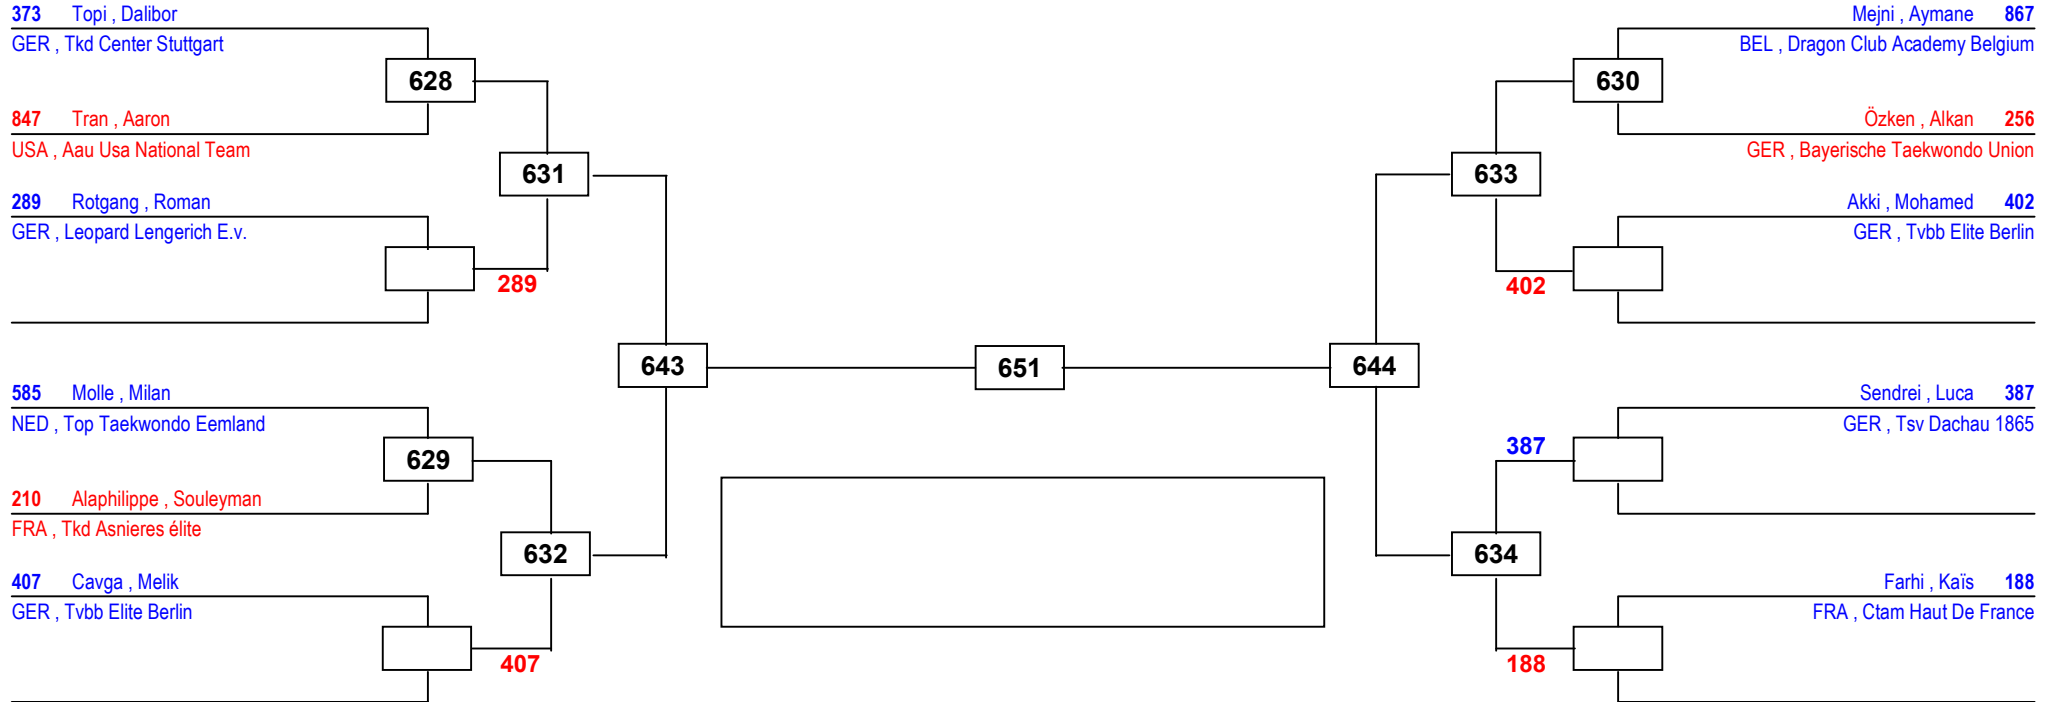 373 Topi , Dalibor
GER , Tkd Center Stuttgart
628
847 Tran , Aaron
USA , Aau Usa National Team
631
289 Rotgang , Roman
GER , Leopard Lengerich E.v.
289
643
585 Molle , Milan
NED , Top Taekwondo Eemland
629
210 Alaphilippe , Souleyman
FRA , Tkd Asnieres élite
632
407 Cavga , Melik
GER , Tvbb Elite Berlin
407
651
Mejni , Aymane 867
BEL , Dragon Club Academy Belgium
630
Özken , Alkan 256
GER , Bayerische Taekwondo Union
633
Akki , Mohamed 402
GER , Tvbb Elite Berlin
402
644
Sendrei , Luca 387
GER , Tsv Dachau 1865
387
634
Farhi , Kaïs 188
FRA , Ctam Haut De France
188